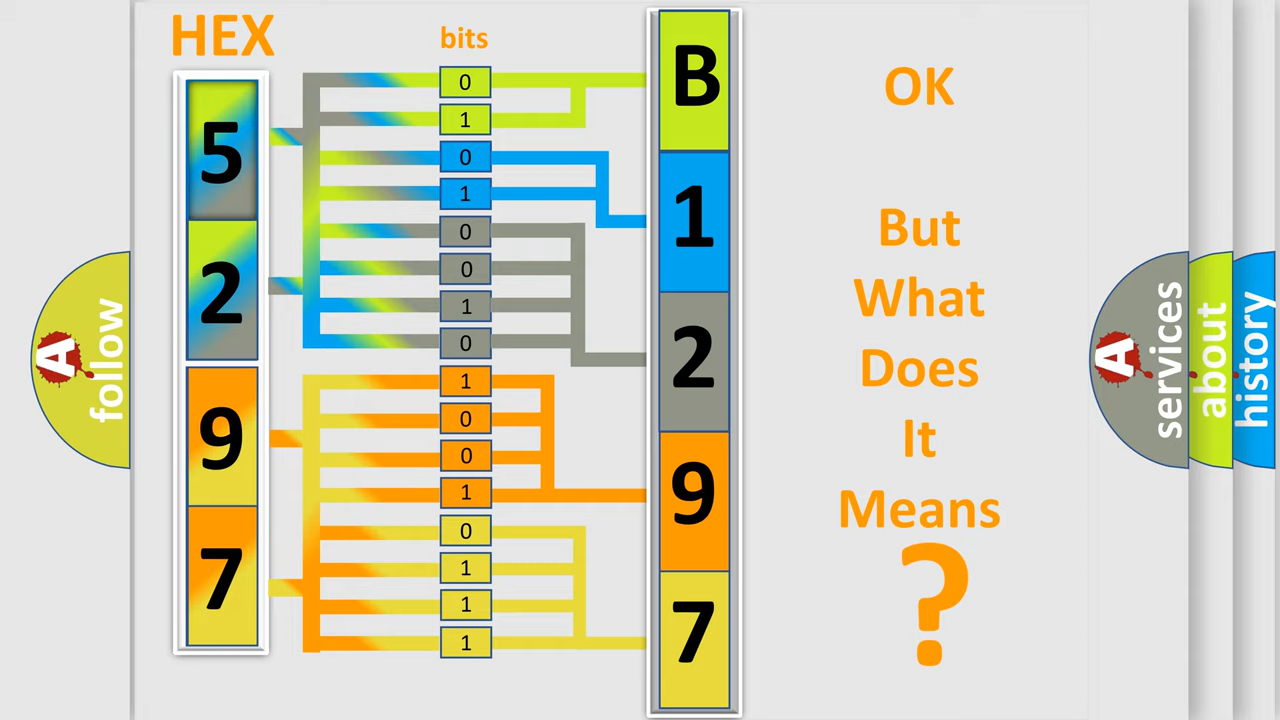 HEX
bits
5
2
9
7
0
1
0
1
0
0
1
0
1
0
0
1
0
1
1
1
B
1
2
9
7
OK
But
What
Does
It
Means
?
A
follow
A
services
about
history